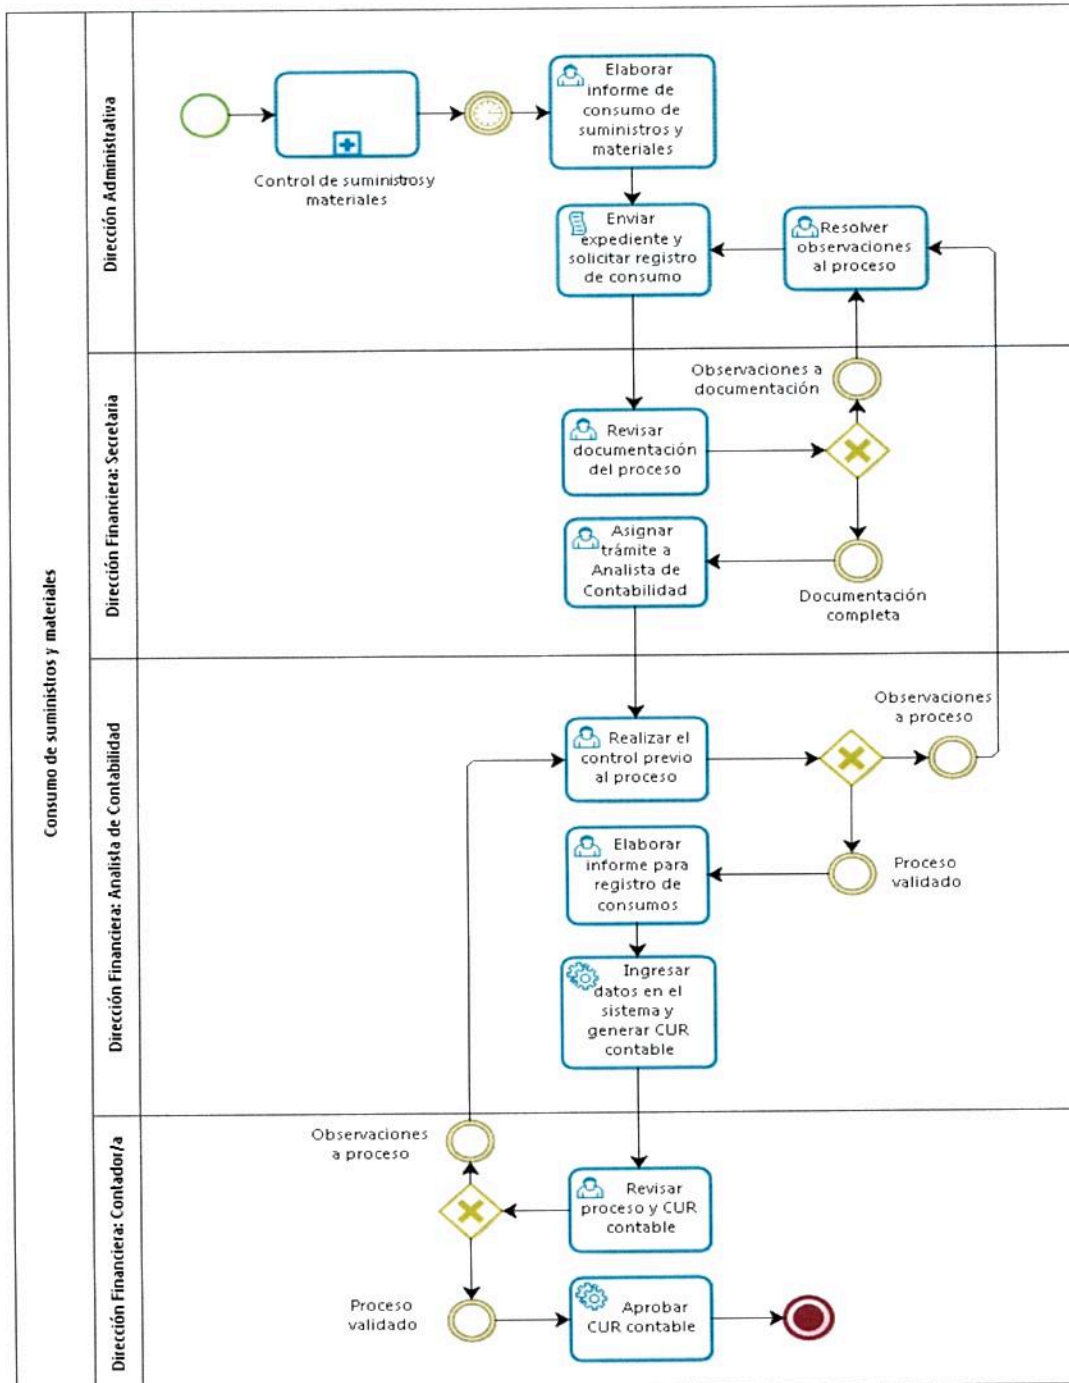 Consumo de suministros y materiales
Dirección Administrativa
Control de suministros y
materiales
Elaborar
informe de
consumo de
suministros y
materiales
Enviar
expediente y
solicitar registro
de consumo
Resolver
observaciones
al proceso
Dirección Financiera: Secretaria
Observaciones a
documentación
Revisar
documentación
del proceso
Asignar
trámite a
Analista de
Contabilidad
Documentación
completa
Dirección Financiera: Analista de Contabilidad
Observaciones
a proceso
Realizar el
control previo
al proceso
Elaborar
informe para
registro de
consumos
Proceso
validado
Ingresar
datos en el
sistema y
generar CUR
contable
Dirección Financiera: Contador/a
Observaciones
a proceso
Revisar
proceso y CUR
contable
Proceso
validado
Aprobar
CUR contable